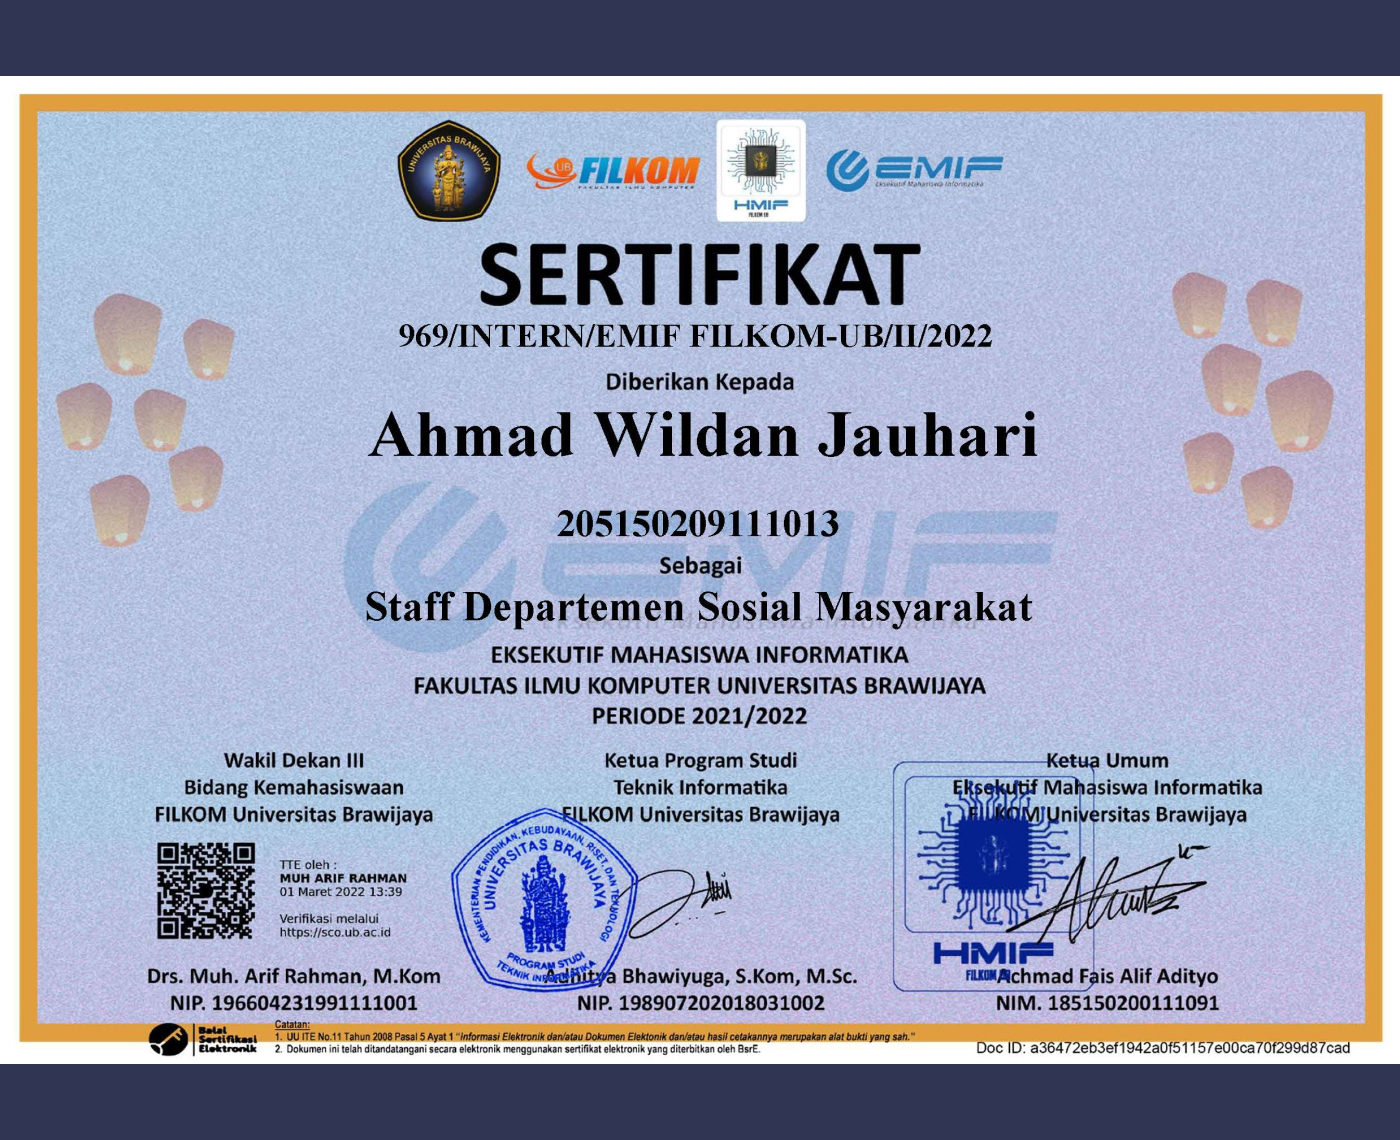 UNIVERSITAS BRAWIJAYA
UB FILKOM
FAKULTAS ILMU KOMPUTER
HMIF
FILKOM UB
EMIF
Eksekutif Mahasiswa Informatika
SERTIFIKAT
969/INTERN/EMIF FILKOM-UB/II/2022
Diberikan Kepada
Ahmad Wildan Jauhari
205150209111013
Sebagai
Staff Departemen Sosial Masyarakat
EKSEKUTIF MAHASISWA INFORMATIKA
FAKULTAS ILMU KOMPUTER UNIVERSITAS BRAWIJAYA
PERIODE 2021/2022
Wakil Dekan III
Bidang Kemahasiswaan
FILKOM Universitas Brawijaya
TTE oleh :
MUH ARIF RAHMAN
01 Maret 2022 13:39
Verifikasi melalui
https://sco.ub.ac.id
Drs. Muh. Arif Rahman, M.Kom
NIP. 196604231991111001
Ketua Program Studi
Teknik Informatika
FILKOM Universitas Brawijaya
KEMENTERIAN PENDIDIKAN, KEBUDAYAAN, RISET, DAN TEKNOLOGI
UNIVERSITAS BRAWIJAYA
PROGRAM STUDI
TEKNIK INFORMATIKA
Adhitya Bhawiyuga, S.Kom, M.Sc.
NIP. 198907202018031002
Ketua Umum
Eksekutif Mahasiswa Informatika
FILKOM Universitas Brawijaya
HMIF
FILKOM UB
Achmad Fais Alif Adityo
NIM. 185150200111091
Balai
Sertifikasi
Elektronik
Catatan:
1. UU ITE No.11 Tahun 2008 Pasal 5 Ayat 1 "Informasi Elektronik dan/atau Dokumen Elektonik dan/atau hasil cetakannya merupakan alat bukti yang sah."
2. Dokumen ini telah ditandatangani secara elektronik menggunakan sertifikat elektronik yang diterbitkan oleh BsrE.
Doc ID: a36472eb3ef1942a0f51157e00ca70f299d87cad